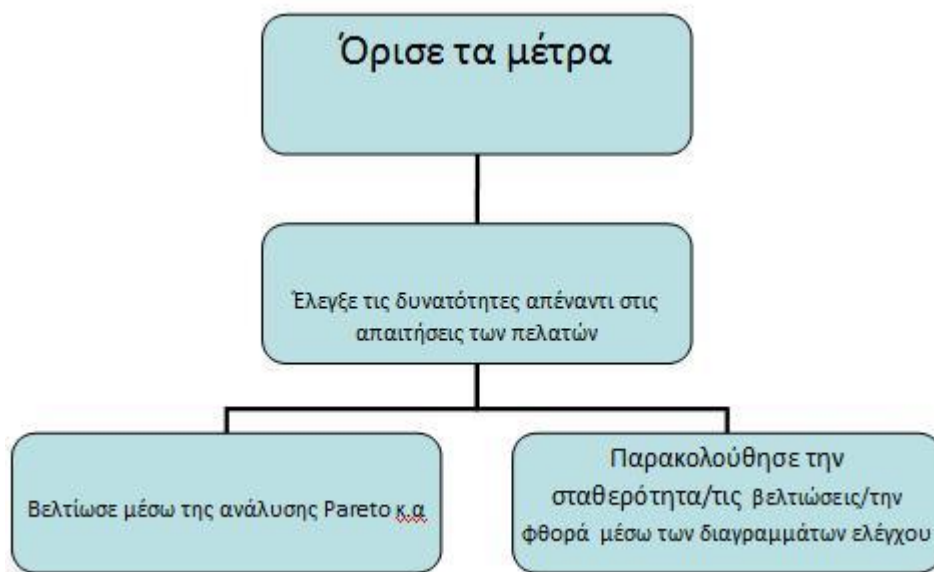 Όρισε τα μέτρα
Έλεγξε τις δυνατότητες απέναντι στις
απαιτήσεις των πελατών
Βελτίωσε μέσω της ανάλυσης Pareto κ.α
Παρακολούθησε την
σταθερότητα/τις βελτιώσεις/την
φθορά μέσω των διαγραμμάτων ελέγχου